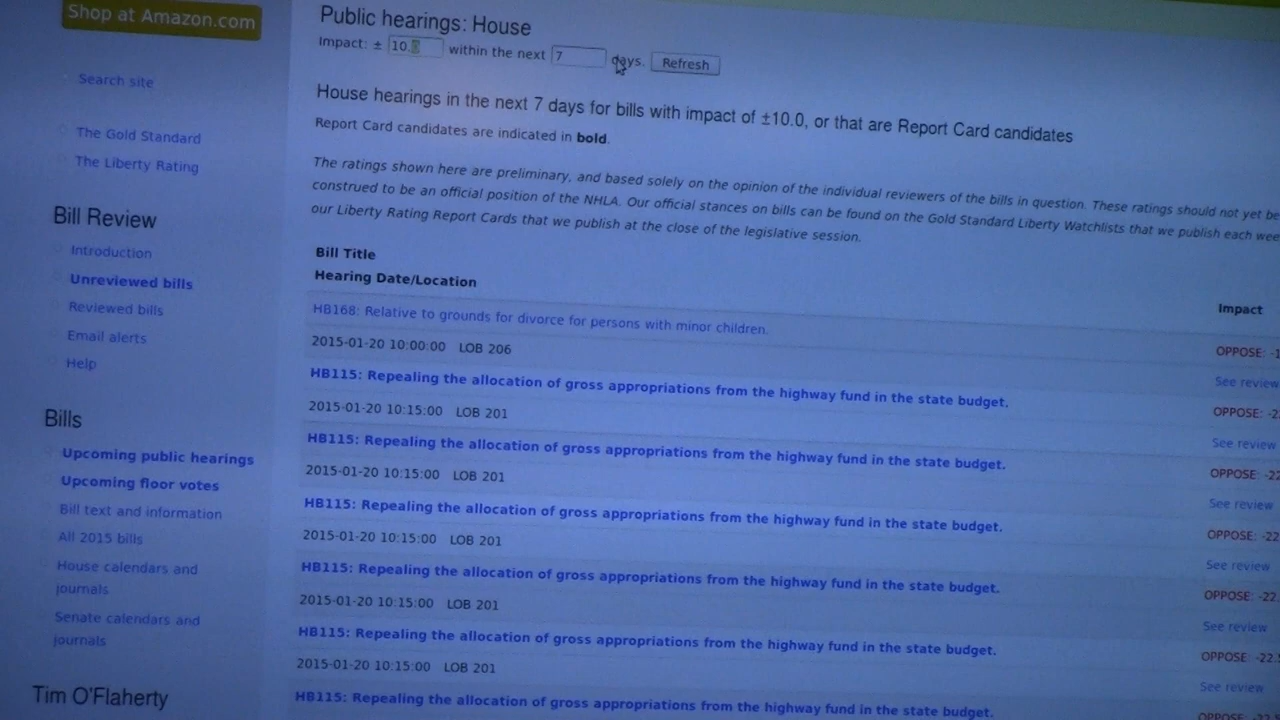 Shop at Amazon.com
Search site
The Gold Standard
The Liberty Rating
Bill Review
Introduction
Unreviewed bills
Reviewed bills
Email alerts
Help
Bills
Upcoming public hearings
Upcoming floor votes
Bill text and information
All 2015 bills
House calendars and
journals
Senate calendars and
journals
Tim O'Flaherty
Public hearings: House
Impact: ± 10.0 within the next 7 days. Refresh
House hearings in the next 7 days for bills with impact of ±10.0, or that are Report Card candidates
Report Card candidates are indicated in bold.
The ratings shown here are preliminary, and based solely on the opinion of the individual reviewers of the bills in question. These ratings should not yet be
construed to be an official position of the NHLA. Our official stances on bills can be found on the Gold Standard Liberty Watchlists that we publish each wee
our Liberty Rating Report Cards that we publish at the close of the legislative session.
Bill Title
Hearing Date/Location
Impact
HB168: Relative to grounds for divorce for persons with minor children.
2015-01-20 10:00:00 LOB 206
OPPOSE: -1
See review
HB115: Repealing the allocation of gross appropriations from the highway fund in the state budget.
2015-01-20 10:15:00 LOB 201
OPPOSE: -2
See review
HB115: Repealing the allocation of gross appropriations from the highway fund in the state budget.
2015-01-20 10:15:00 LOB 201
OPPOSE: -22
See review
HB115: Repealing the allocation of gross appropriations from the highway fund in the state budget.
2015-01-20 10:15:00 LOB 201
OPPOSE: -22
See review
HB115: Repealing the allocation of gross appropriations from the highway fund in the state budget.
2015-01-20 10:15:00 LOB 201
OPPOSE: -22.
See review
HB115: Repealing the allocation of gross appropriations from the highway fund in the state budget.
2015-01-20 10:15:00 LOB 201
OPPOSE: -22.
See review
HB115: Repealing the allocation of gross appropriations from the highway fund in the state budget.